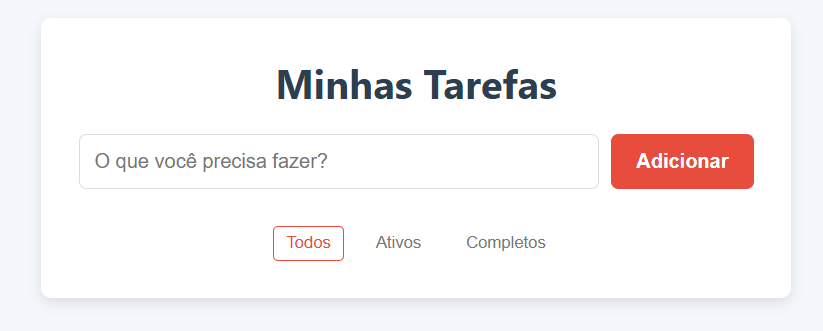 Minhas Tarefas
O que você precisa fazer? Adicionar
Todos Ativos Completos